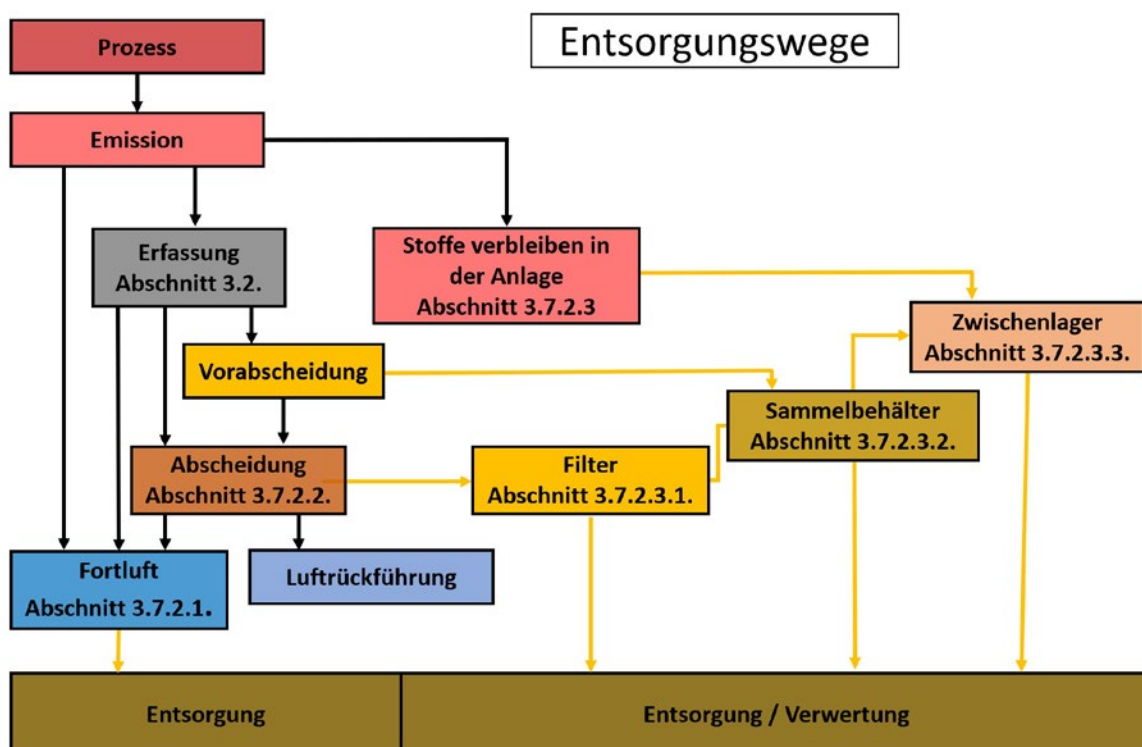 Entsorgungswege
Prozess
Emission
Erfassung
Abschnitt 3.2.
Stoffe verbleiben in
der Anlage
Abschnitt 3.7.2.3
Zwischenlager
Abschnitt 3.7.2.3.3.
Vorabscheidung
Sammelbehälter
Abschnitt 3.7.2.3.2.
Abscheidung
Abschnitt 3.7.2.2.
Filter
Abschnitt 3.7.2.3.1.
Fortluft
Abschnitt 3.7.2.1.
Luftrückführung
Entsorgung
Entsorgung / Verwertung